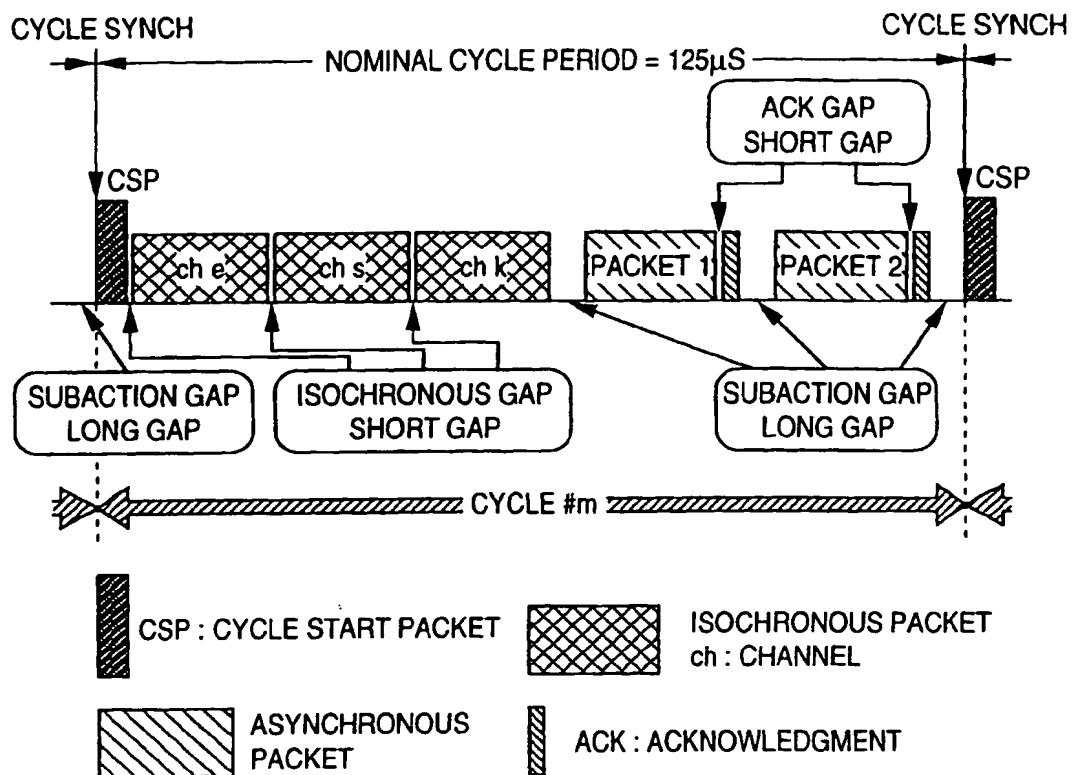 CYCLE SYNCH
CYCLE SYNCH
NOMINAL CYCLE PERIOD = 125μS
ACK GAP
SHORT GAP
CSP
CSP
ch e
ch s
ch k
PACKET 1
PACKET 2
SUBACTION GAP
LONG GAP
ISOCHRONOUS GAP
SHORT GAP
SUBACTION GAP
LONG GAP
CYCLE #m
CSP : CYCLE START PACKET
ISOCHRONOUS PACKET
ch : CHANNEL
ASYNCHRONOUS
PACKET
ACK : ACKNOWLEDGMENT